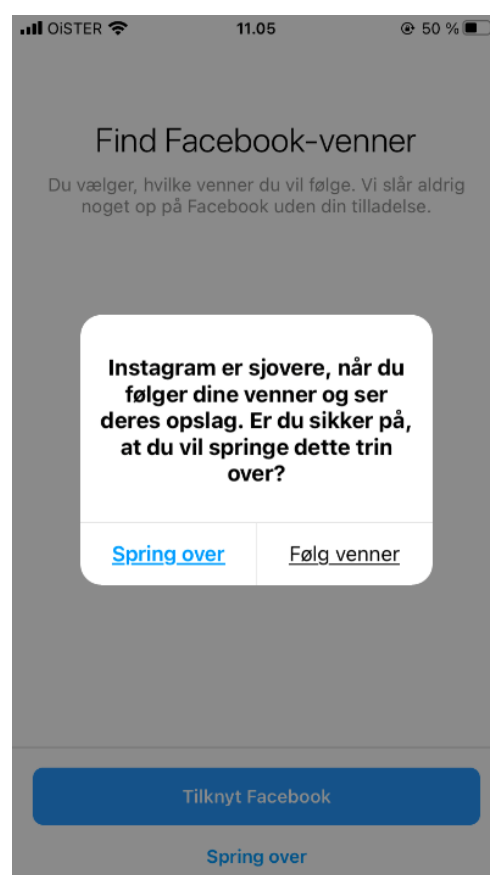 OiSTER 11.05 50 %
Find Facebook-venner
Du vælger, hvilke venner du vil følge. Vi slår aldrig
noget op på Facebook uden din tilladelse.
Instagram er sjovere, når du
følger dine venner og ser
deres opslag. Er du sikker på,
at du vil springe dette trin
over?
Spring over Følg venner
Tilknyt Facebook
Spring over